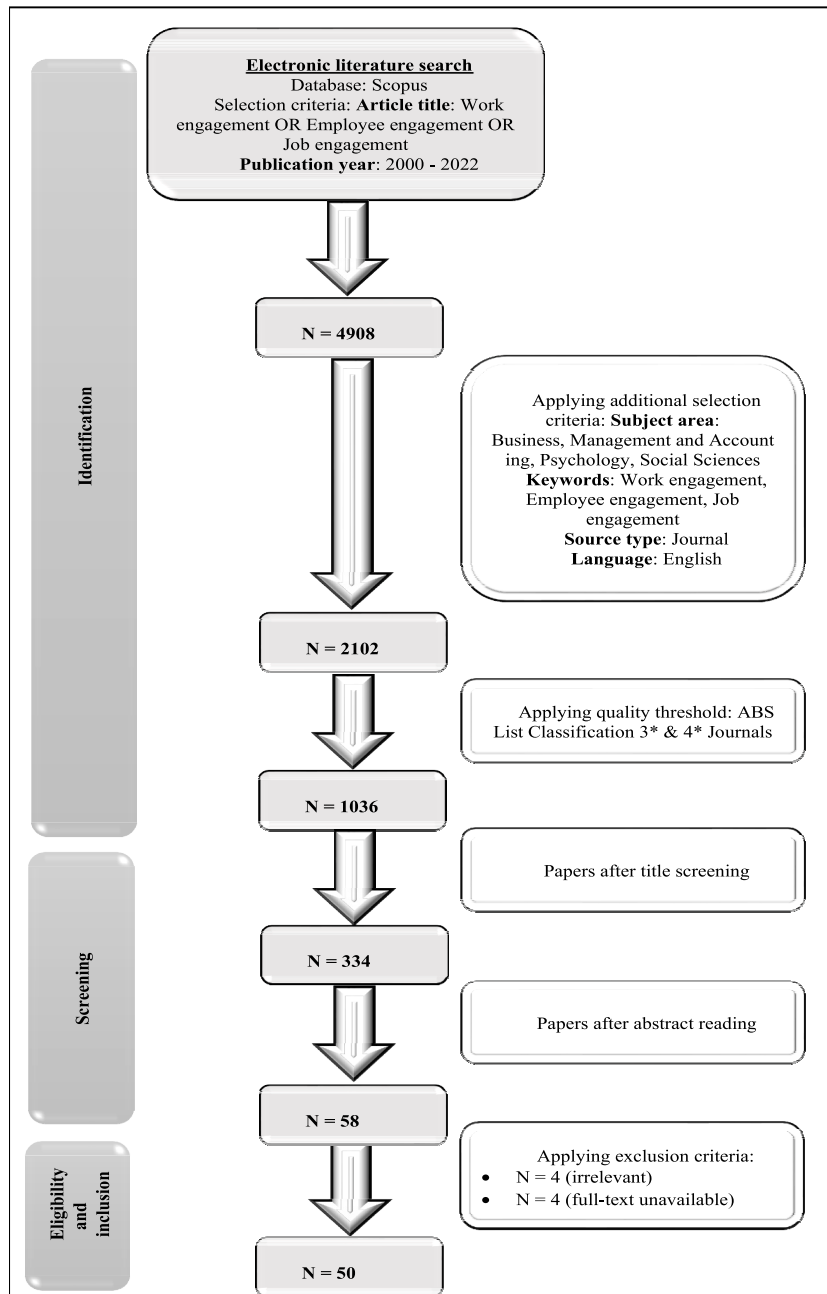 Electronic literature search
Database: Scopus
Selection criteria: Article title: Work
engagement OR Employee engagement OR
Job engagement
Publication year: 2000 - 2022
N = 4908
Identification
Applying additional selection
criteria: Subject area:
Business, Management and Account
ing, Psychology, Social Sciences
Keywords: Work engagement,
Employee engagement, Job
engagement
Source type: Journal
Language: English
N = 2102
Applying quality threshold: ABS
List Classification 3* & 4* Journals
N = 1036
Papers after title screening
N = 334
Screening
Papers after abstract reading
N = 58
Applying exclusion criteria:
• N = 4 (irrelevant)
• N = 4 (full-text unavailable)
Eligibility
and
inclusion
N = 50